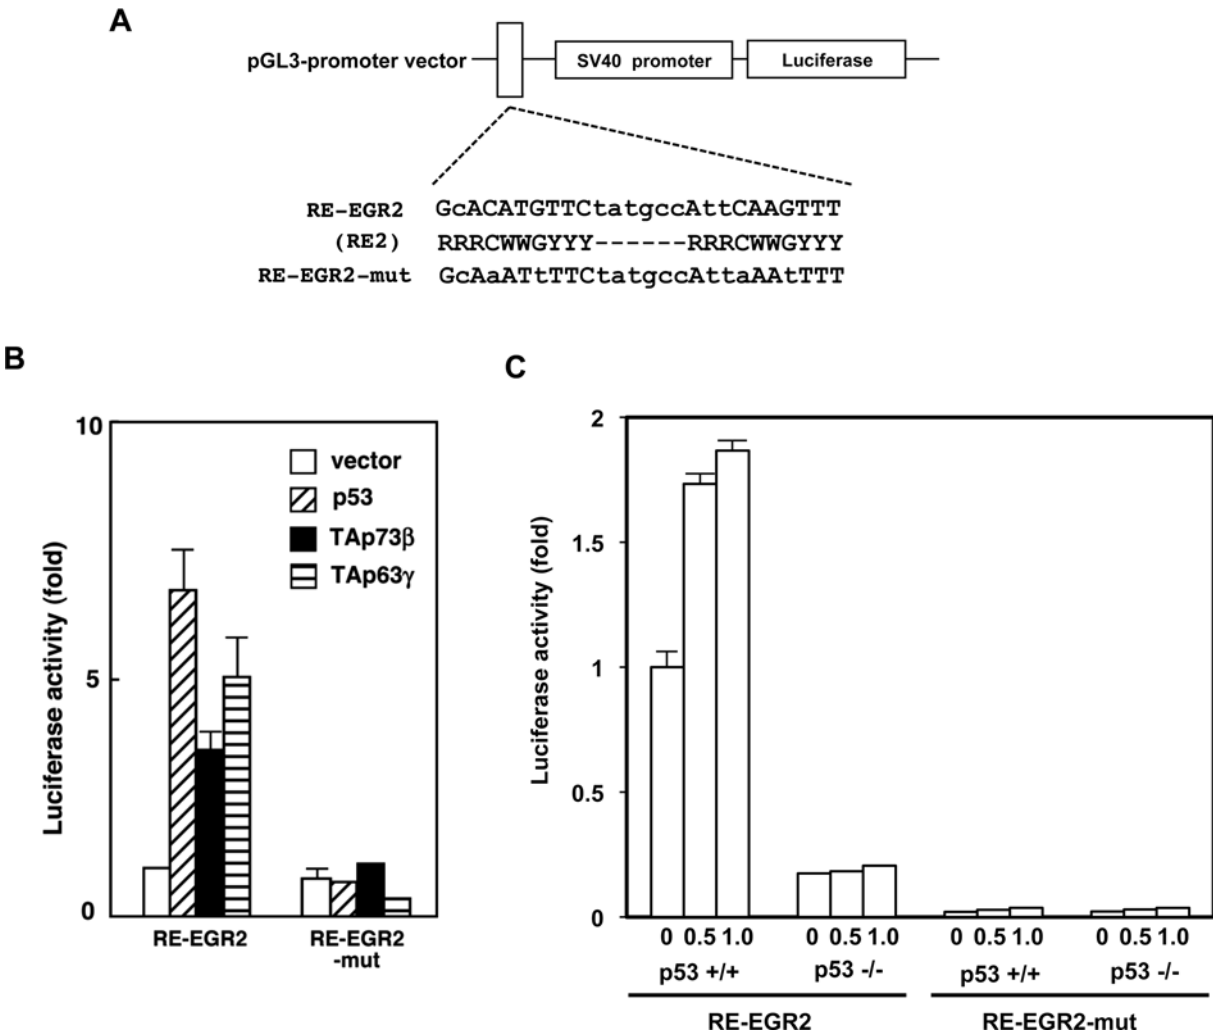 A
pGL3-promoter vector
SV40 promoter
Luciferase
RE-EGR2 GcACATGTTCtatgccAttCAAGTTT
(RE2) RRRCWWGYYY------RRRCWWGYYY
RE-EGR2-mut GcAaATtTTCtatgccAttaAAtTTT
B
10
5
0
Luciferase activity (fold)
vector
p53
TAp73β
TAp63γ
RE-EGR2
RE-EGR2
-mut
C
2
1.5
1
0.5
0
Luciferase activity (fold)
0 0.5 1.0 0 0.5 1.0 0 0.5 1.0 0 0.5 1.0
p53 +/+ p53 -/- p53 +/+ p53 -/-
RE-EGR2 RE-EGR2-mut